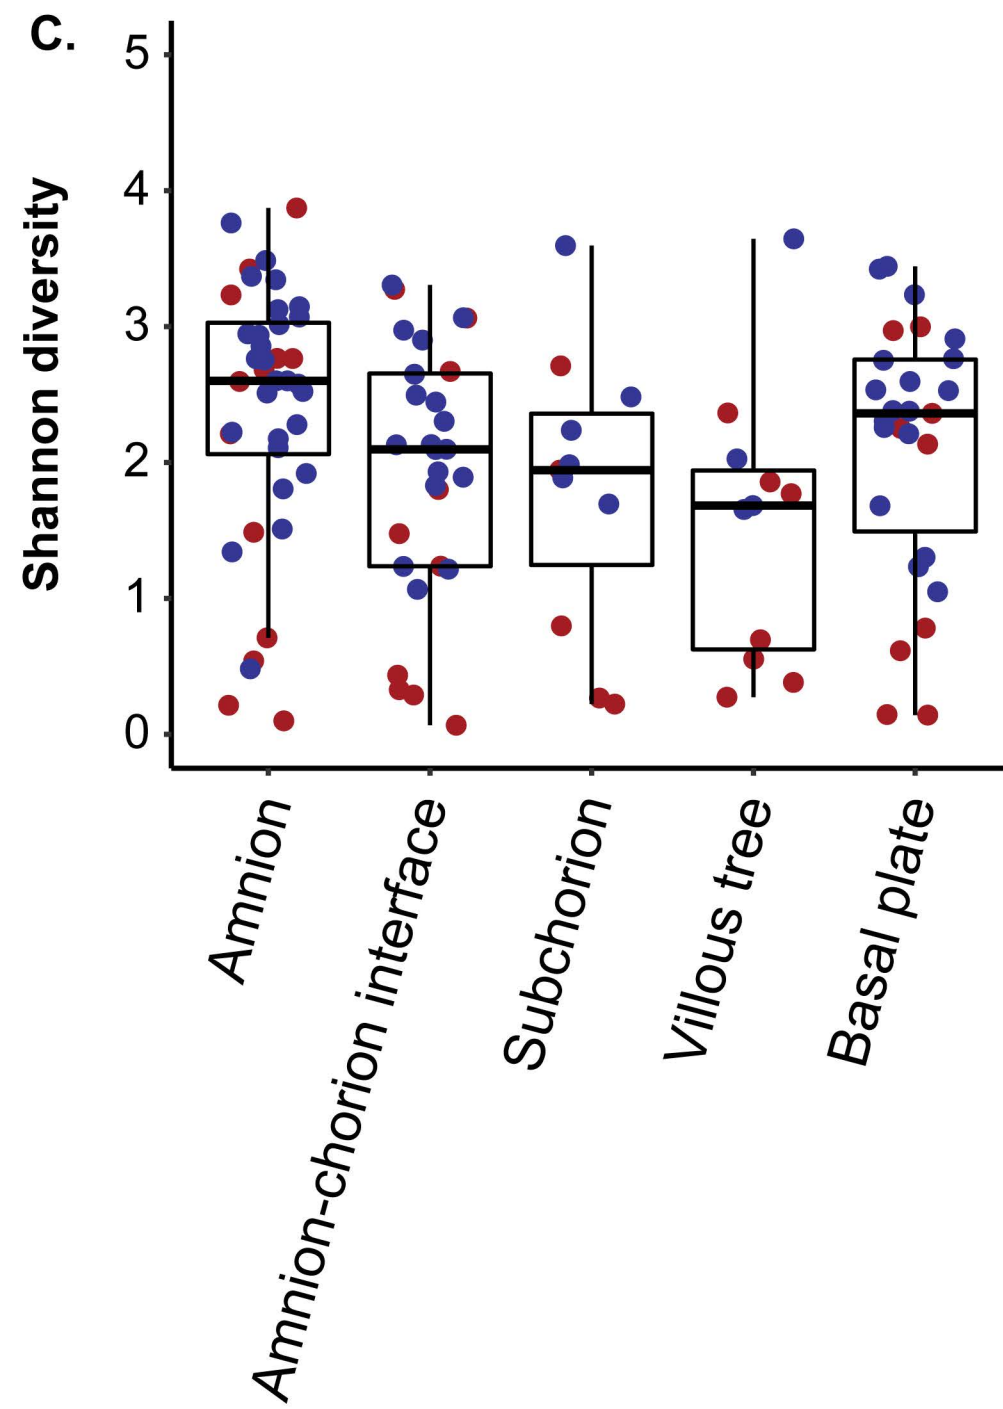 C.
Shannon diversity
5
4
3
2
1
0
Amnion
Amnion-chorion interface
Subchorion
Villous tree
Basal plate